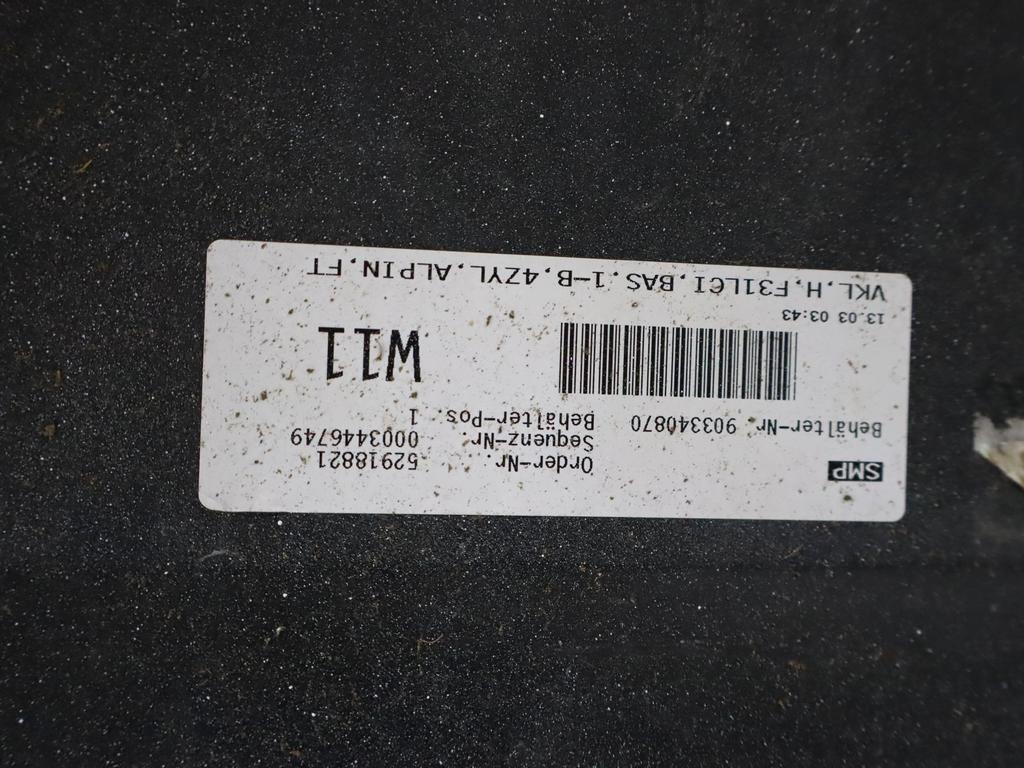 SMP
Order-Nr. 52918821
Sequenz-Nr. 0003446749
Behälter-Nr. 903340870 Behälter-Pos. 1
W11
13.03 03:43
VKL,H,F31LCI,BAS.1-B,4ZYL,ALPIN,FT